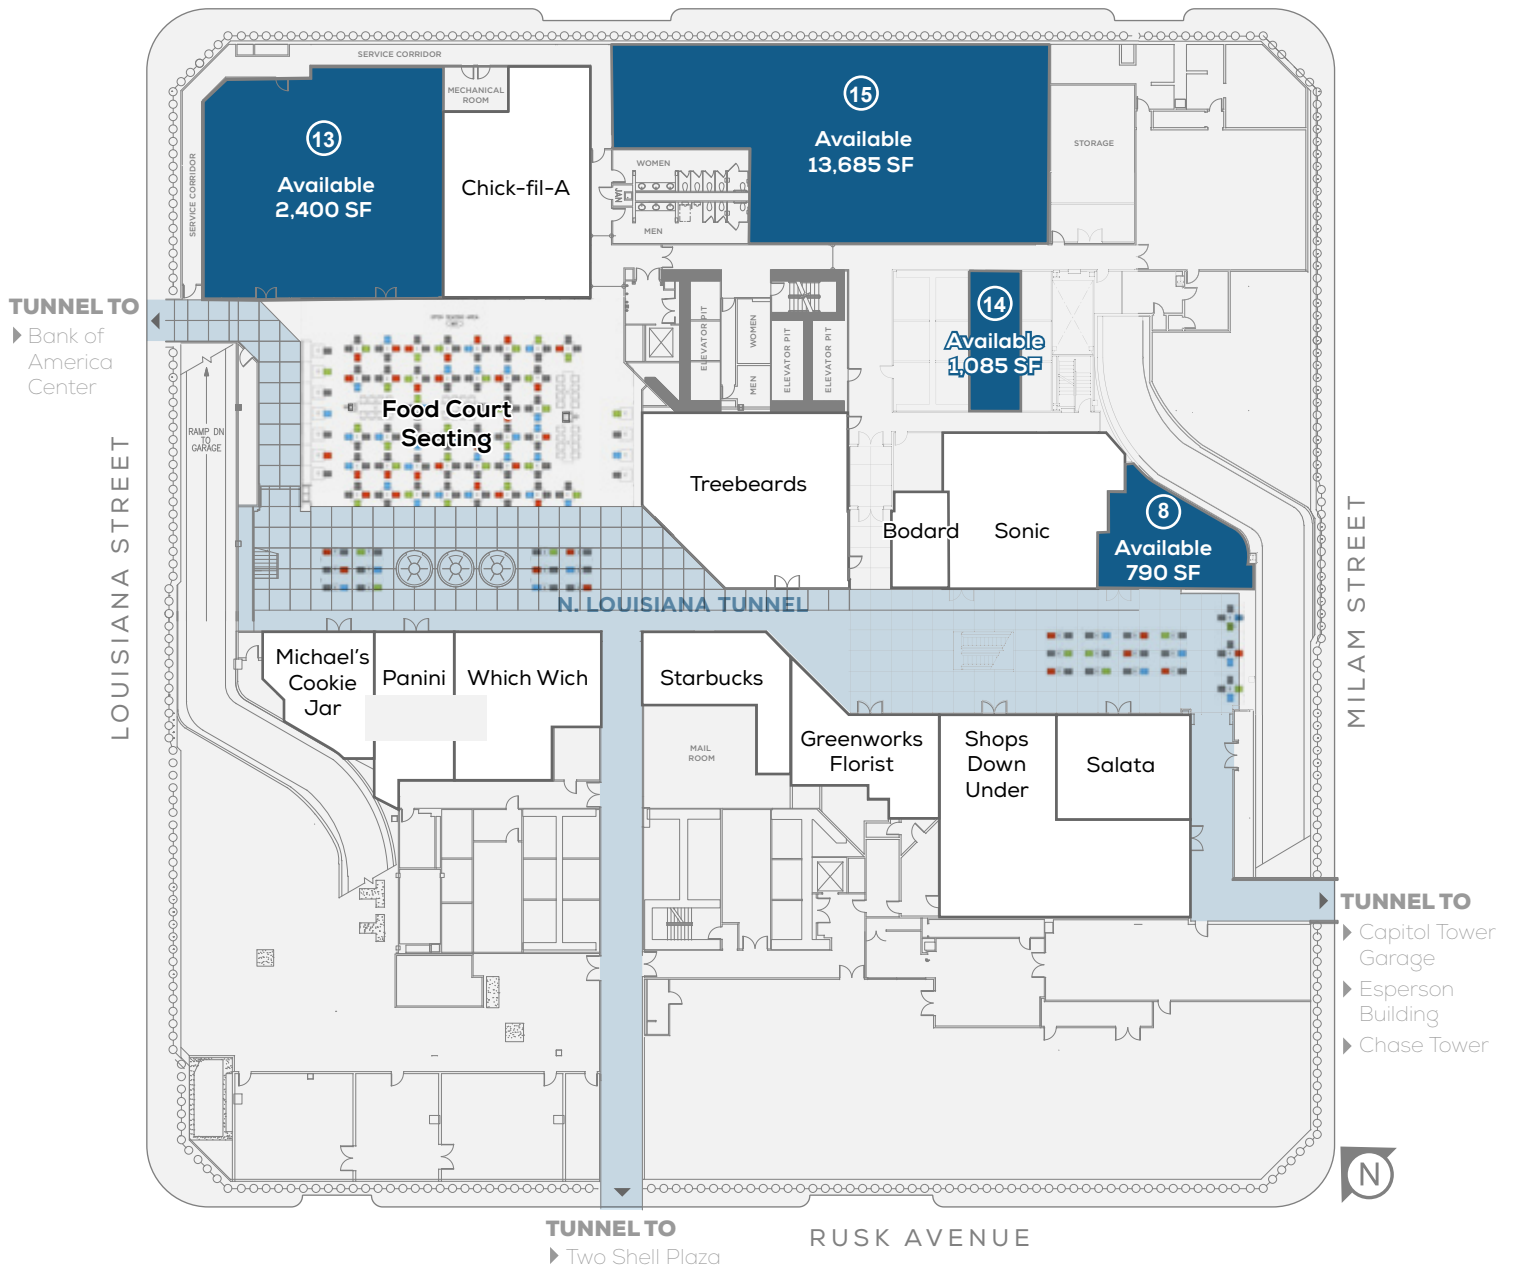 SERVICE CORRIDOR
MECHANICAL
ROOM
13
Available
2,400 SF
SERVICE CORRIDOR
Chick-fil-A
15
Available
13,685 SF
WOMEN
JAN
MEN
STORAGE
TUNNEL TO
Bank of
America
Center
OPEN SEATING AREA
ELEVATOR PIT
WOMEN
MEN
ELEVATOR PIT
ELEVATOR PIT
14
Available
1,085 SF
Food Court
Seating
RAMP DN
TO
GARAGE
LOUISIANA STREET
Treebeards
Bodard
Sonic
8
Available
790 SF
MILAM STREET
N. LOUISIANA TUNNEL
Michael's
Cookie
Jar
Panini
Which Wich
Starbucks
MAIL
ROOM
Greenworks
Florist
Shops
Down
Under
Salata
TUNNEL TO
Capitol Tower
Garage
Esperson
Building
Chase Tower
N
TUNNEL TO
Two Shell Plaza
RUSK AVENUE